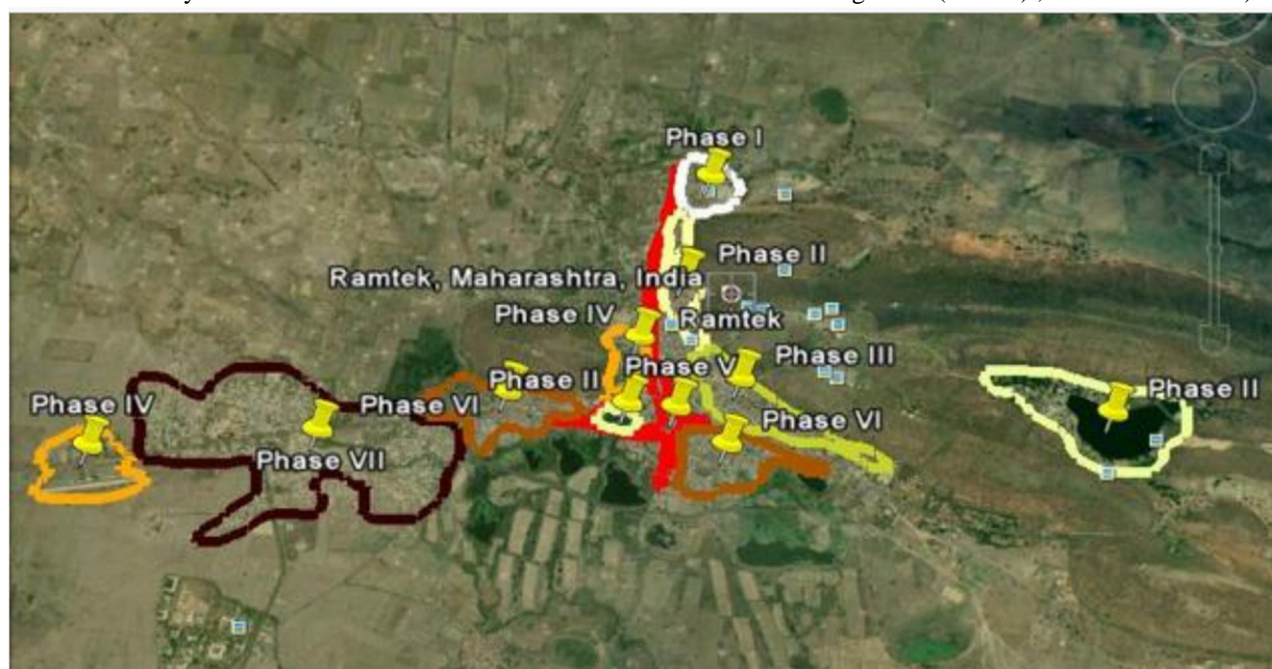 Phase I
Phase II
Ramtek, Maharashtra, India
Phase IV
Ramtek
Phase III
Phase V
Phase II
Phase II
Phase IV
Phase VI
Phase VI
Phase VII